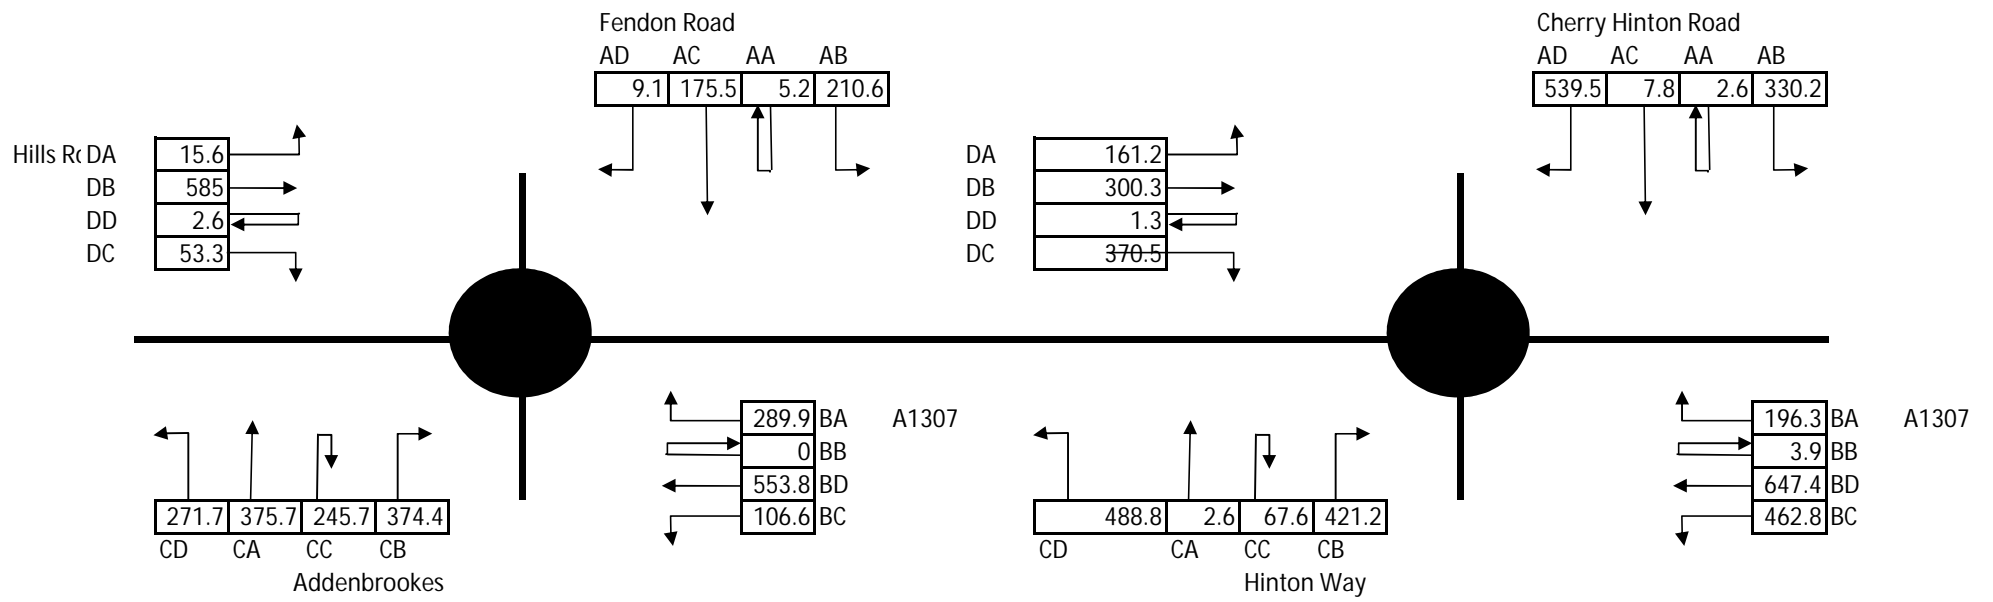 Fendon Road
AD AC AA AB
9.1 175.5 5.2 210.6
Hills Rc DA 15.6
DB 585
DD 2.6
DC 53.3
289.9 BA A1307
0 BB
553.8 BD
106.6 BC
271.7 375.7 245.7 374.4
CD CA CC CB
Addenbrookes
Cherry Hinton Road
AD AC AA AB
539.5 7.8 2.6 330.2
DA 161.2
DB 300.3
DD 1.3
DC 370.5
196.3 BA A1307
3.9 BB
647.4 BD
462.8 BC
488.8 2.6 67.6 421.2
CD CA CC CB
Hinton Way